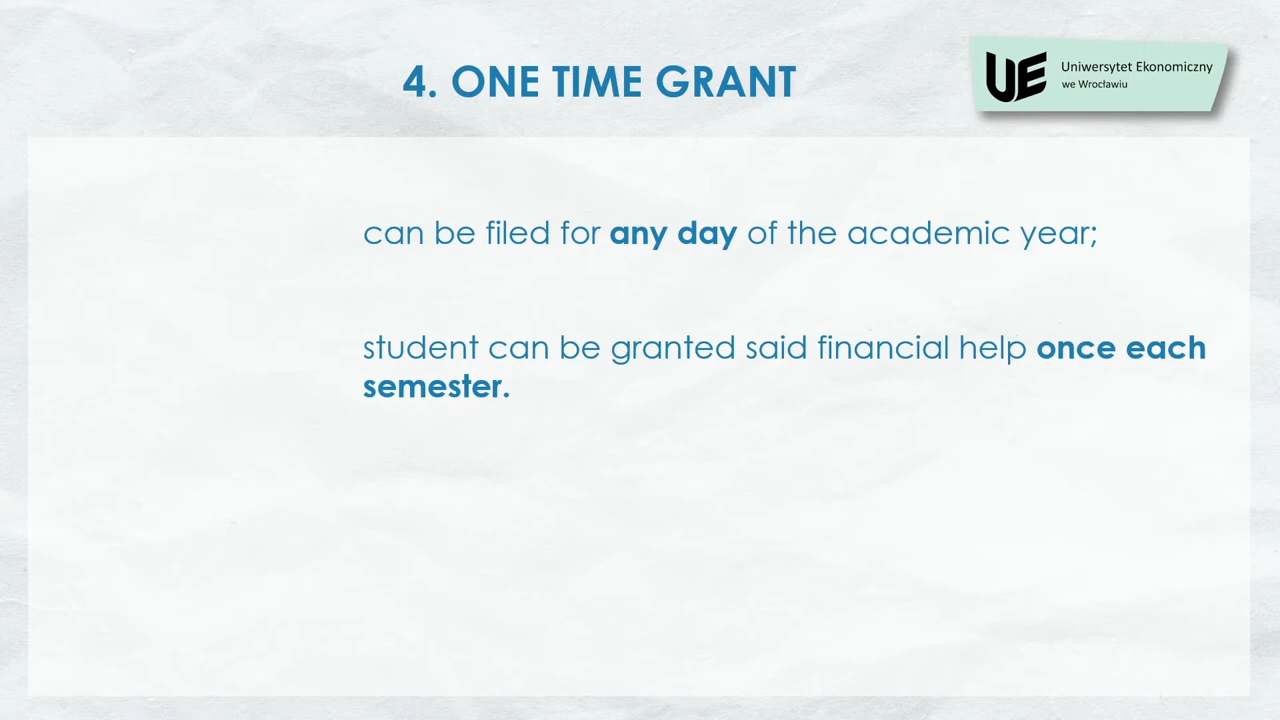 4. ONE TIME GRANT
UE Uniwersytet Ekonomiczny
we Wrocławiu
can be filed for any day of the academic year;
student can be granted said financial help once each
semester.